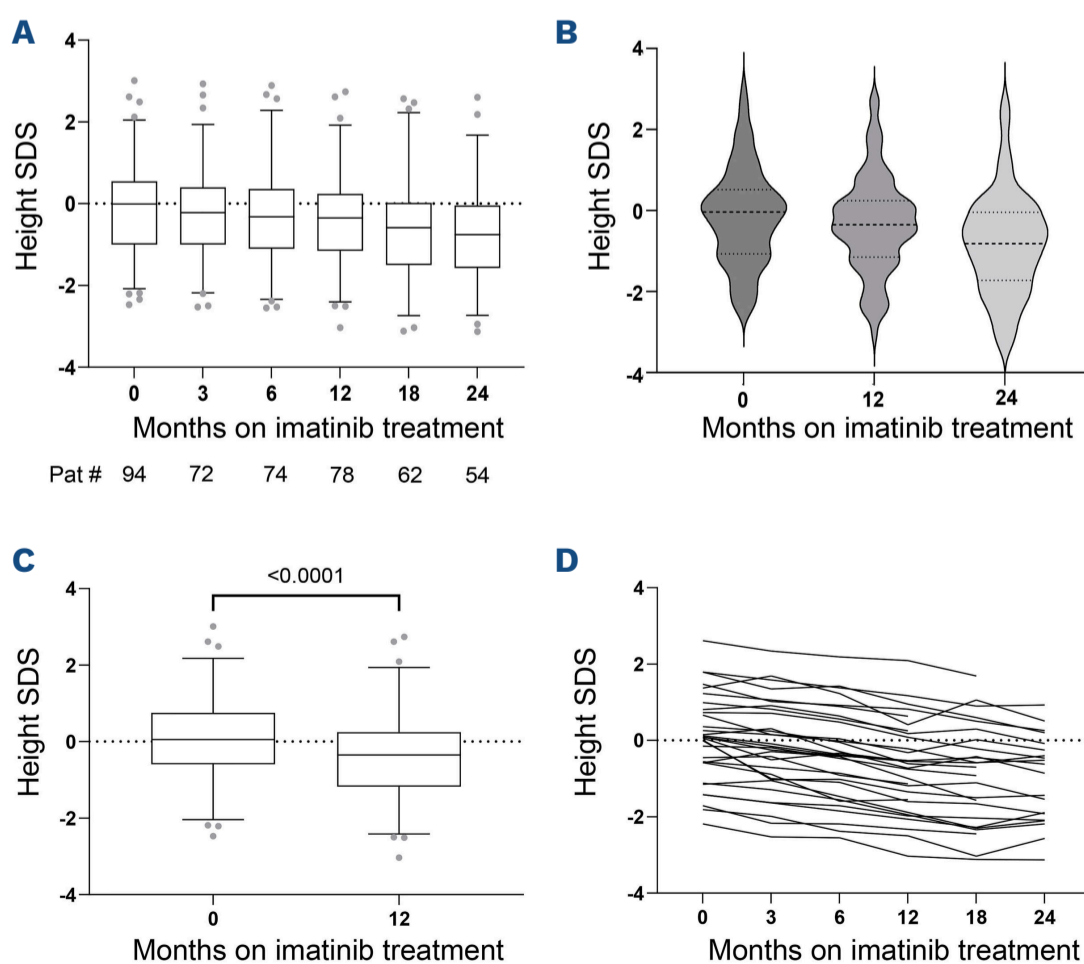 A
4
2
0
-2
-4
Height SDS
0 3 6 12 18 24
Months on imatinib treatment
Pat # 94 72 74 78 62 54
B
4
2
0
-2
-4
Height SDS
0 12 24
Months on imatinib treatment
C
<0.0001
4
2
0
-2
-4
Height SDS
0 12
Months on imatinib treatment
D
4
2
0
-2
-4
Height SDS
0 3 6 12 18 24
Months on imatinib treatment